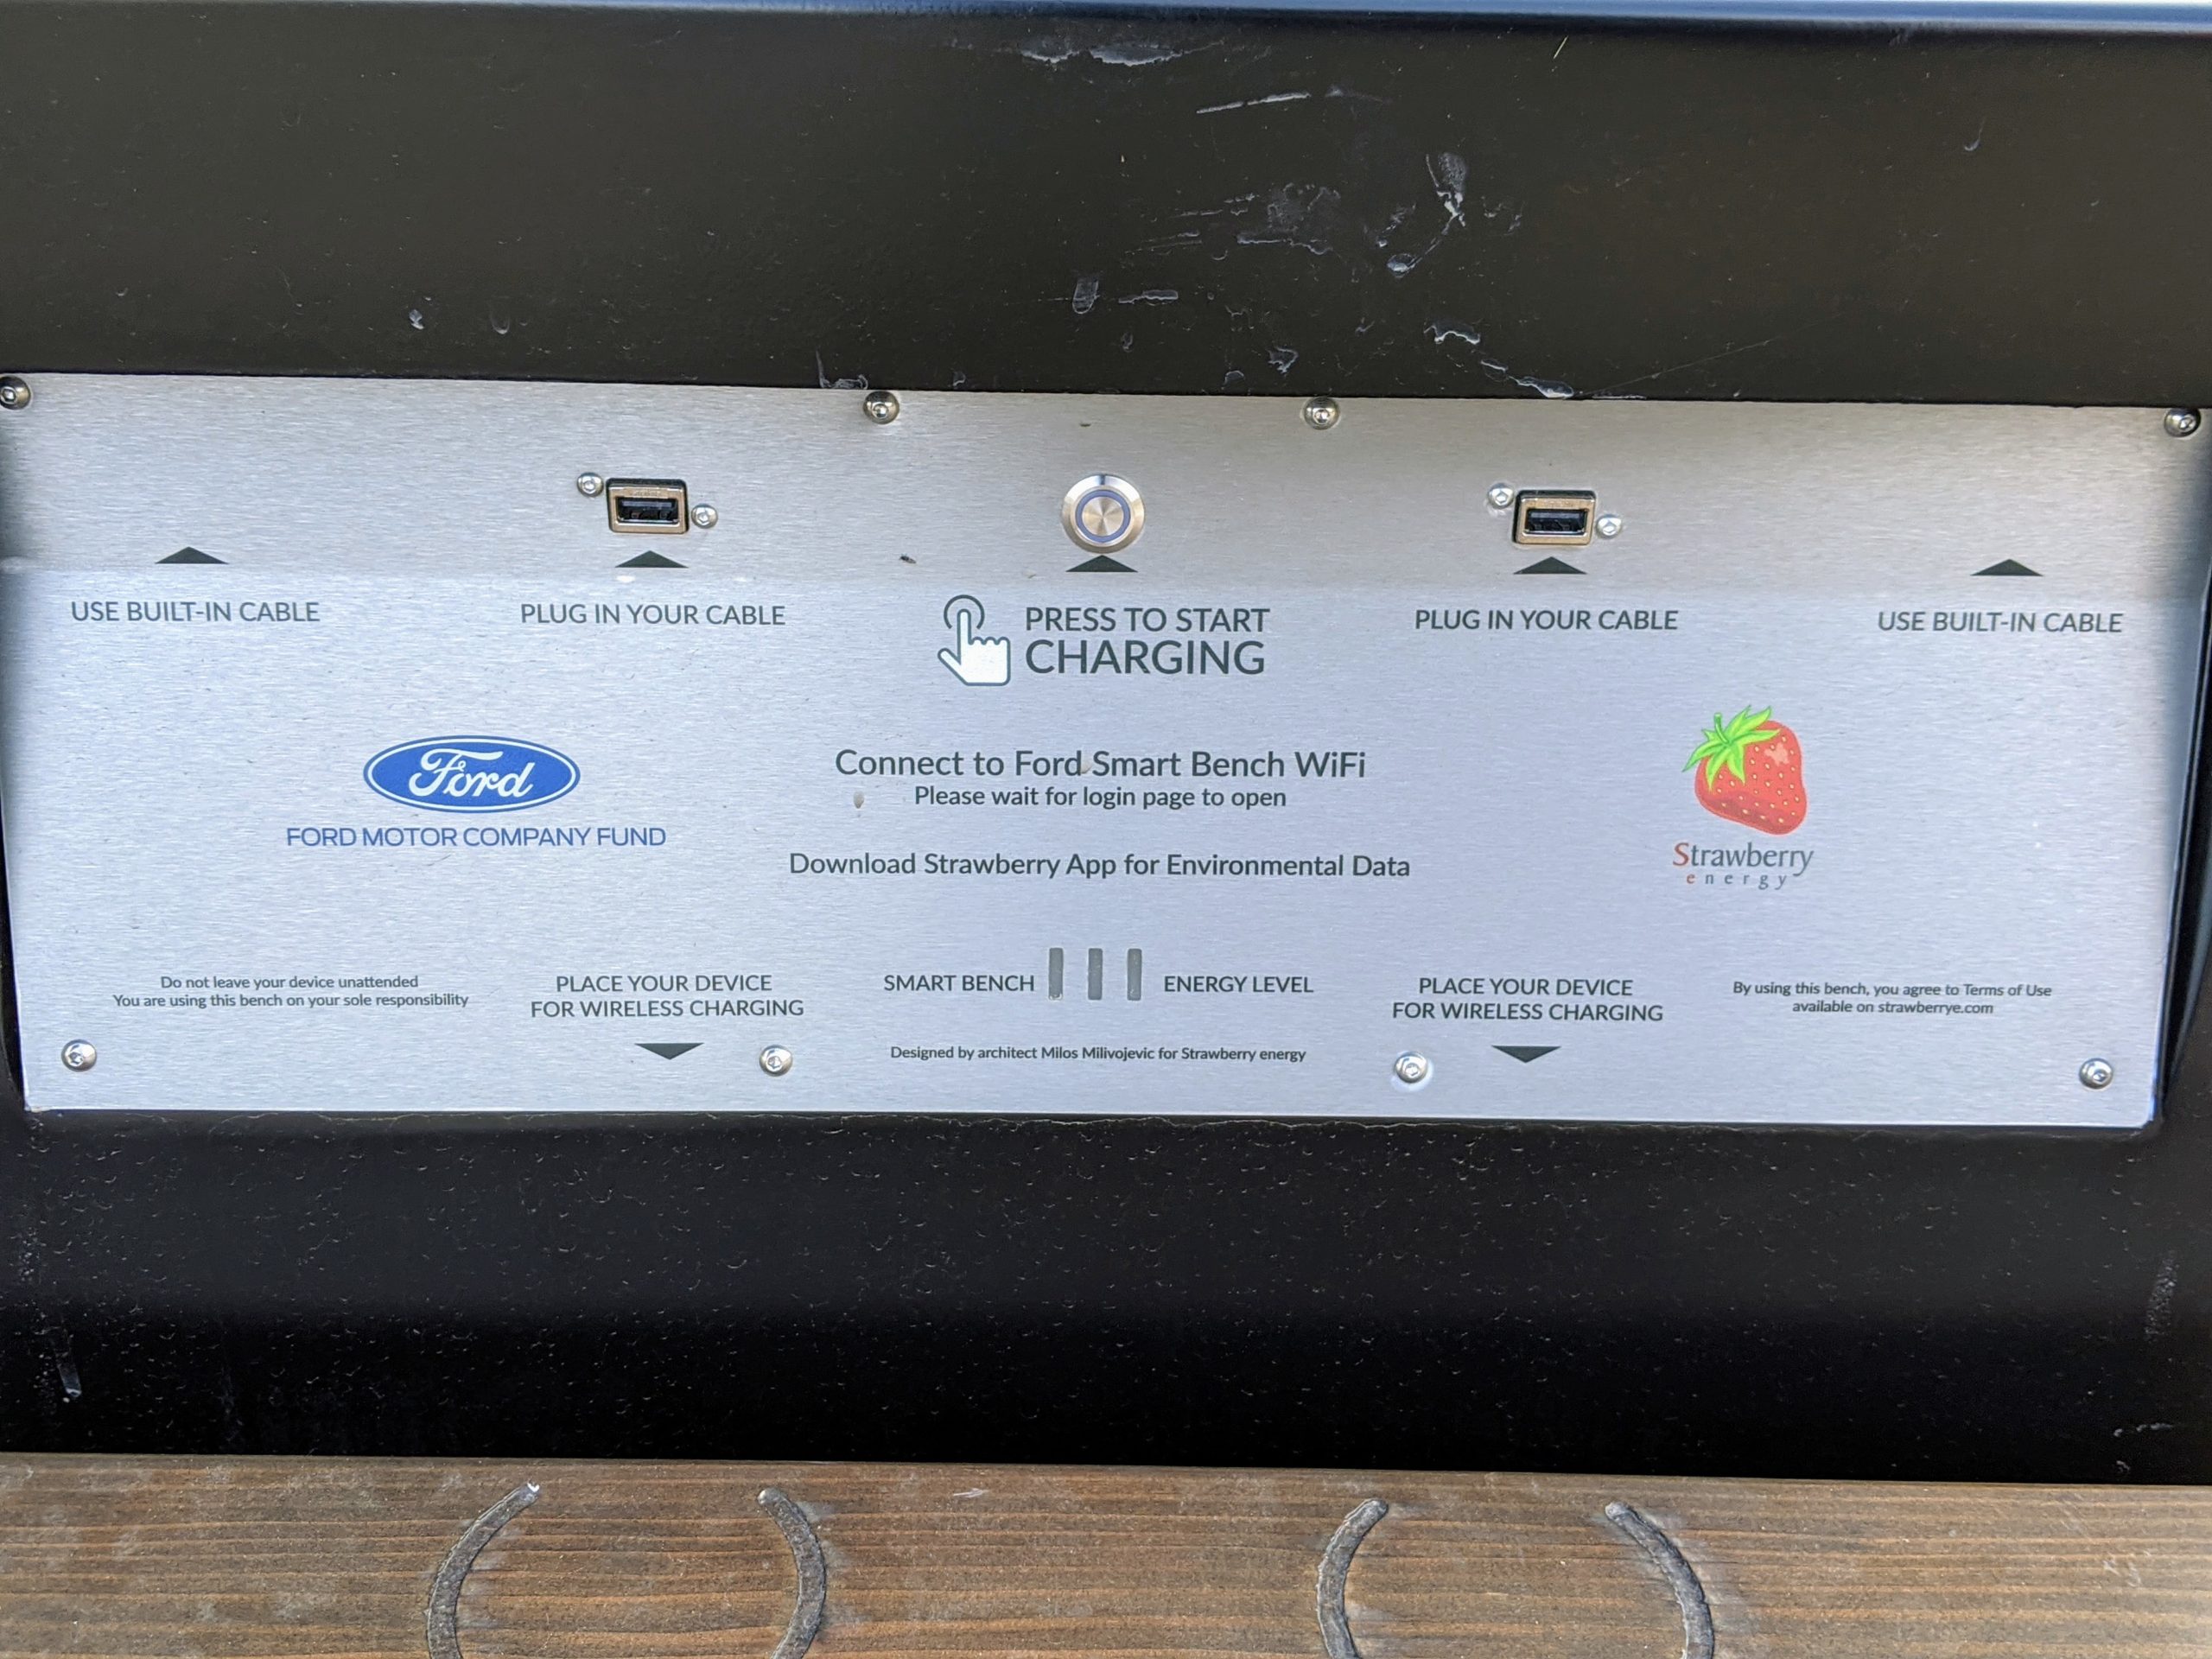 USE BUILT-IN CABLE
PLUG IN YOUR CABLE
PRESS TO START
CHARGING
PLUG IN YOUR CABLE
USE BUILT-IN CABLE
Ford
FORD MOTOR COMPANY FUND
Connect to Ford Smart Bench WiFi
Please wait for login page to open
Download Strawberry App for Environmental Data
Strawberry
energy
Do not leave your device unattended
You are using this bench on your sole responsibility
PLACE YOUR DEVICE
FOR WIRELESS CHARGING
SMART BENCH
ENERGY LEVEL
PLACE YOUR DEVICE
FOR WIRELESS CHARGING
By using this bench, you agree to Terms of Use
available on strawberrye.com
Designed by architect Milos Milivojevic for Strawberry energy